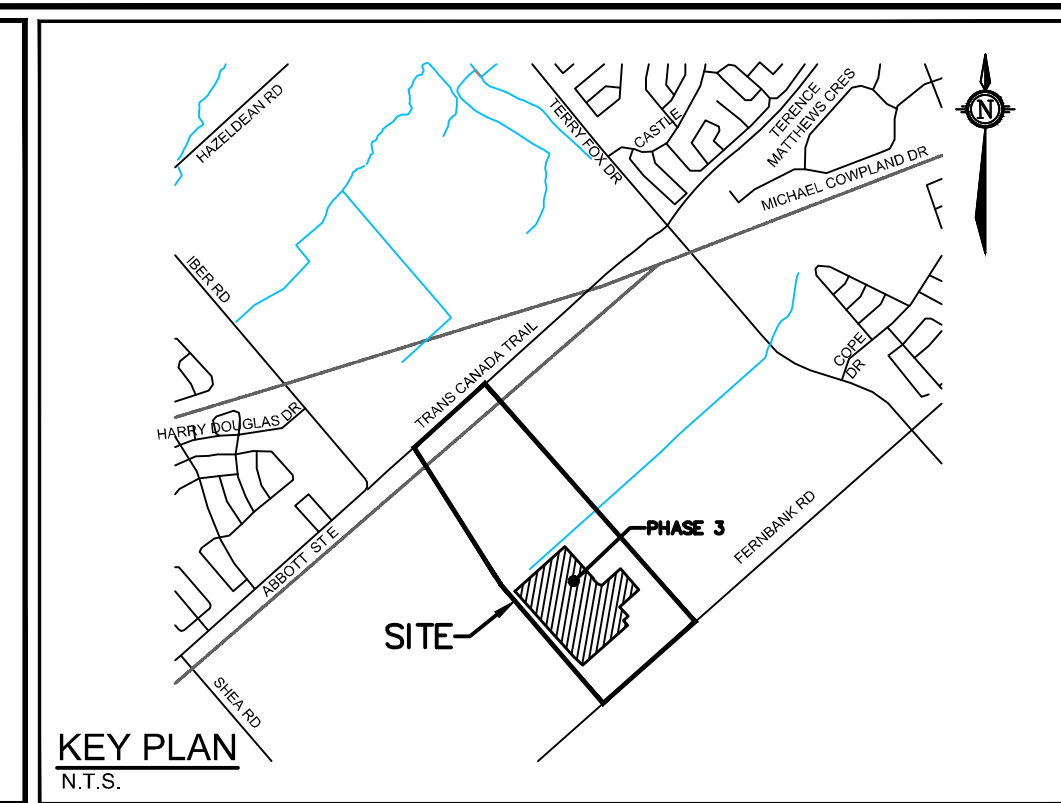 HAZELDEAN RD
TERRY FOX DR
CASTLE
TERENCE
MATTHEWS CRES
N
MICHAEL COWPLAND DR
IBER RD
TRANS CANADA TRAIL
COPE
DR
HARRY DOUGLAS DR
PHASE 3
FERNBANK RD
ABBOTT ST E
SITE
SHEA RD
KEY PLAN
N.T.S.